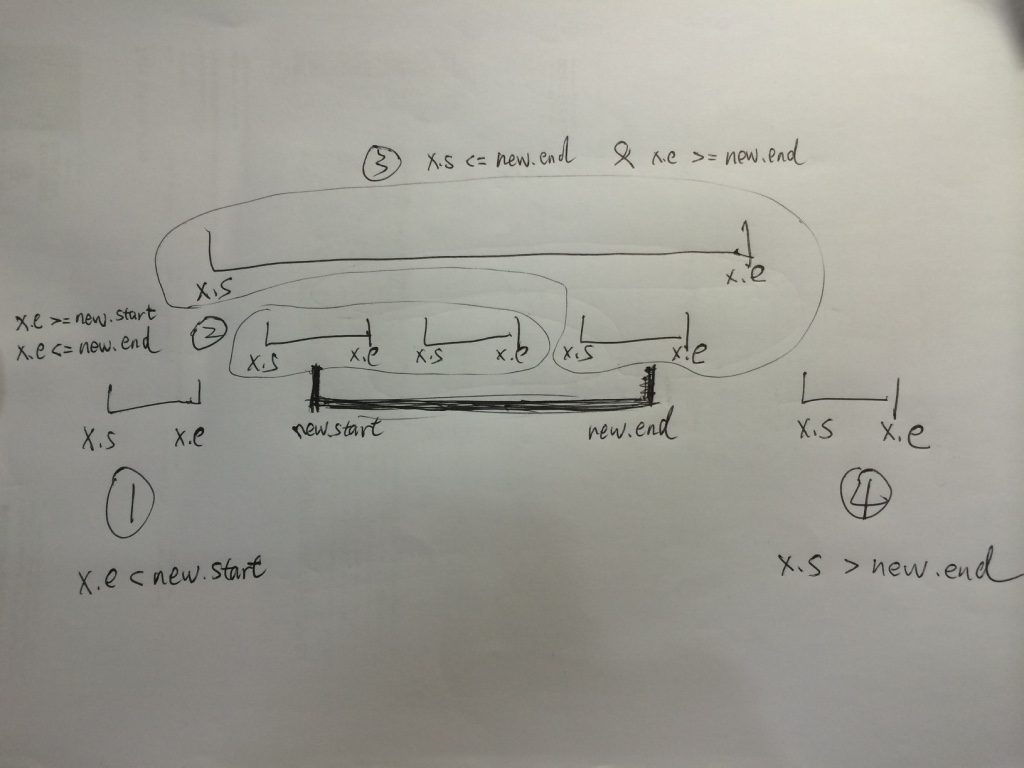 ③ x.s <= new.end & x.e >= new.end
x.s x.e
x.e >= new.start
x.e <= new.end ②
x.s x.e x.s x.e x.s x.e
new.start new.end
x.s x.e x.s x.e
① ④
x.e < new.start x.s > new.end